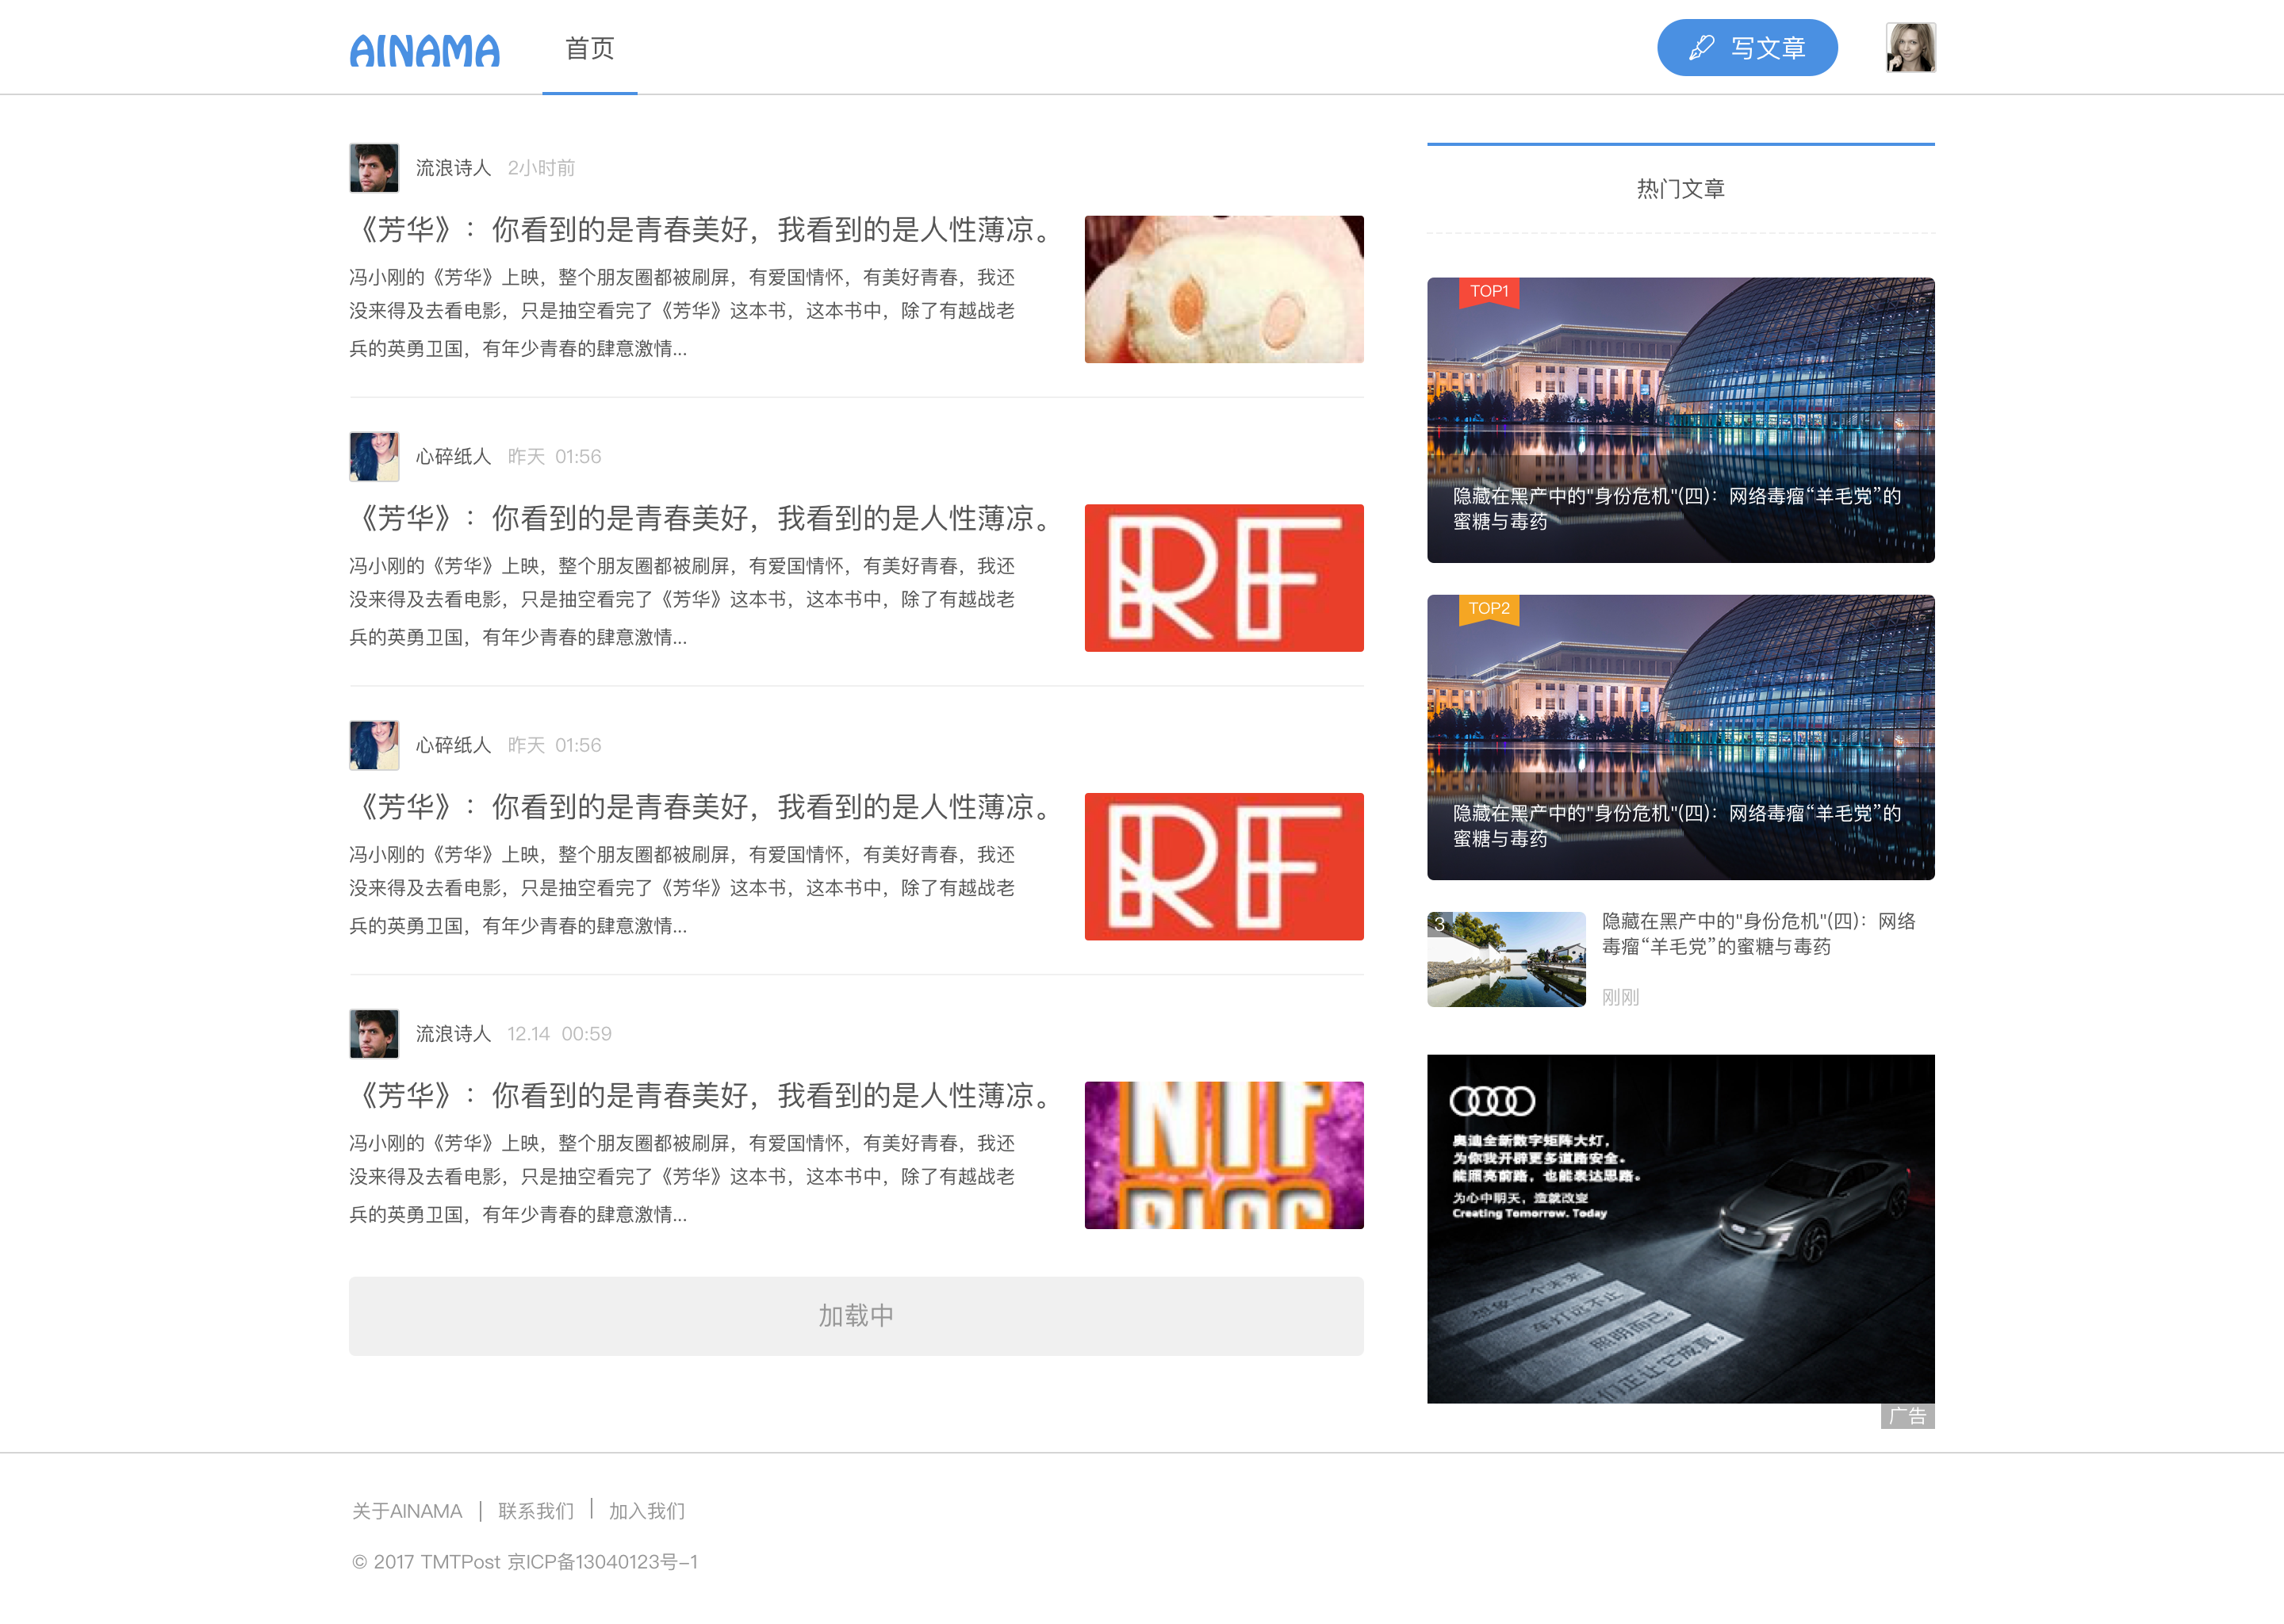 AINAMA
首页
写文章
流浪诗人 2小时前
《芳华》：你看到的是青春美好，我看到的是人性薄凉。
冯小刚的《芳华》上映，整个朋友圈都被刷屏，有爱国情怀，有美好青春，我还
没来得及去看电影，只是抽空看完了《芳华》这本书，这本书中，除了有越战老
兵的英勇卫国，有年少青春的肆意激情...
心碎纸人 昨天 01:56
《芳华》：你看到的是青春美好，我看到的是人性薄凉。
冯小刚的《芳华》上映，整个朋友圈都被刷屏，有爱国情怀，有美好青春，我还
没来得及去看电影，只是抽空看完了《芳华》这本书，这本书中，除了有越战老
兵的英勇卫国，有年少青春的肆意激情...
RF
心碎纸人 昨天 01:56
《芳华》：你看到的是青春美好，我看到的是人性薄凉。
冯小刚的《芳华》上映，整个朋友圈都被刷屏，有爱国情怀，有美好青春，我还
没来得及去看电影，只是抽空看完了《芳华》这本书，这本书中，除了有越战老
兵的英勇卫国，有年少青春的肆意激情...
RF
流浪诗人 12.14 00:59
《芳华》：你看到的是青春美好，我看到的是人性薄凉。
冯小刚的《芳华》上映，整个朋友圈都被刷屏，有爱国情怀，有美好青春，我还
没来得及去看电影，只是抽空看完了《芳华》这本书，这本书中，除了有越战老
兵的英勇卫国，有年少青春的肆意激情...
NIF
BLOG
加载中
热门文章
TOP1
隐藏在黑产中的"身份危机"(四)：网络毒瘤“羊毛党”的
蜜糖与毒药
TOP2
隐藏在黑产中的"身份危机"(四)：网络毒瘤“羊毛党”的
蜜糖与毒药
3
隐藏在黑产中的"身份危机"(四)：网络
毒瘤“羊毛党”的蜜糖与毒药
刚刚
奥迪全新数字矩阵大灯，
为你我开辟更多道路安全。
能照亮前路，也能表达思路。
为心中明天，造就改变
Creating Tomorrow. Today
想象一个未来，
车灯远不止
照明而已。
我们正让它成真。
广告
关于AINAMA | 联系我们 | 加入我们
© 2017 TMTPost 京ICP备13040123号-1